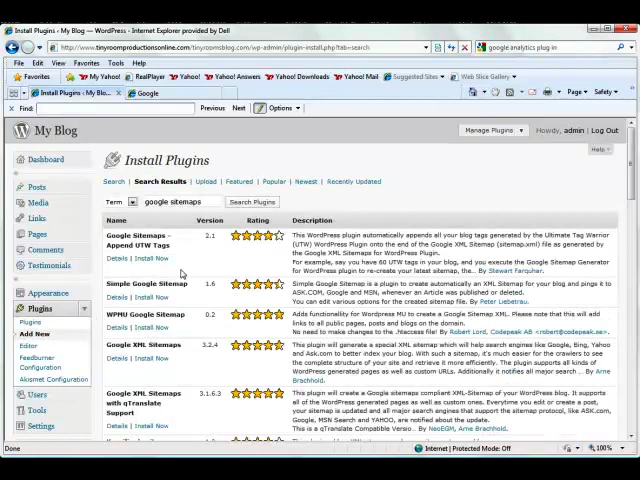 Install Plugins ‹ My Blog — WordPress - Internet Explorer provided by Dell
http://www.tinyroomproductionsonline.com/tinyroomsblog.com/wp-admin/plugin-install.php?tab=search
google analytics plug in
File Edit View Favorites Tools Help
Favorites My Yahoo! RealPlayer Yahoo! Yahoo! Answers Yahoo! Bookmarks Yahoo! Mail Suggested Sites Web Slice Gallery
Install Plugins ‹ My Blo... Google
Page Safety
Find: Previous Next Options
My Blog Manage Plugins Howdy, admin | Log Out
Help
Install Plugins
Search | Search Results | Upload | Featured | Popular | Newest | Recently Updated
Term google sitemaps Search Plugins
Name Version Rating Description
Google Sitemaps - Append UTW Tags
2.1
This WordPress plugin automatically appends all your blog tags generated by the Ultimate Tag Warrior
(UTW) WordPress Plugin onto the end of the Google XML Sitemap (sitemap.xml) file as generated by
Details | Install Now
For example, say you have 60 UTW tags in your blog, and you execute the Google Sitemap Generator
for WordPress to re-create your latest sitemap, the... By Stewart Farquhar.
Simple Google Sitemap 1.6
Simple Google Sitemap is a plugin to create automatically an XML Sitemap for your blog and pings it to
ASK.COM, Google and MSN, whenever an Article was published or deleted.
Details | Install Now
You can edit various options for the created sitemap file. By Peter Liebetrau.
WPMU Google Sitemap 0.2
Adds functionallity for Wordpress MU to create a Google XML Sitemap. Please note that this will add
links to all public pages, posts and blogs on the domain.
Details | Install Now
No need to make changes to .htaccess file! By Robert Lord, Codepeak AB <robert@codepeak.se>.
Google XML Sitemaps 3.2.4
This plugin will generate a special XML sitemap which will help search engines like Google, Bing, Yahoo
and Ask.com to better index your blog. With such a sitemap, it's much easier for the crawlers to see
Details | Install Now
the complete structure of your site and retrieve it more efficiently. The plugin supports all kinds of
WordPress generated pages as well as custom URLs. Additionally it notifies all major search ... By Arne
Brachhold.
Google XML Sitemaps with qTranslate Support
3.1.6.3
This plugin will create a Google sitemaps compliant XML-Sitemap of your WordPress blog. It supports
all of the WordPress generated pages as well as custom ones. Everytime you edit or create a post,
your sitemap is updated and all major search engines that support the sitemap protocol, like ASK.com,
Google, MSN Search and YAHOO, are notified about the update.
Details | Install Now
This is a qTranslate Compatible Version... By NeoEGM, Arne Brachhold.
Dashboard
Posts
Media
Links
Pages
Comments
Testimonials
Appearance
Plugins
Plugins
Add New
Editor
Feedburner
Configuration
Akismet Configuration
Users
Tools
Settings
Done Internet | Protected Mode: Off 100%